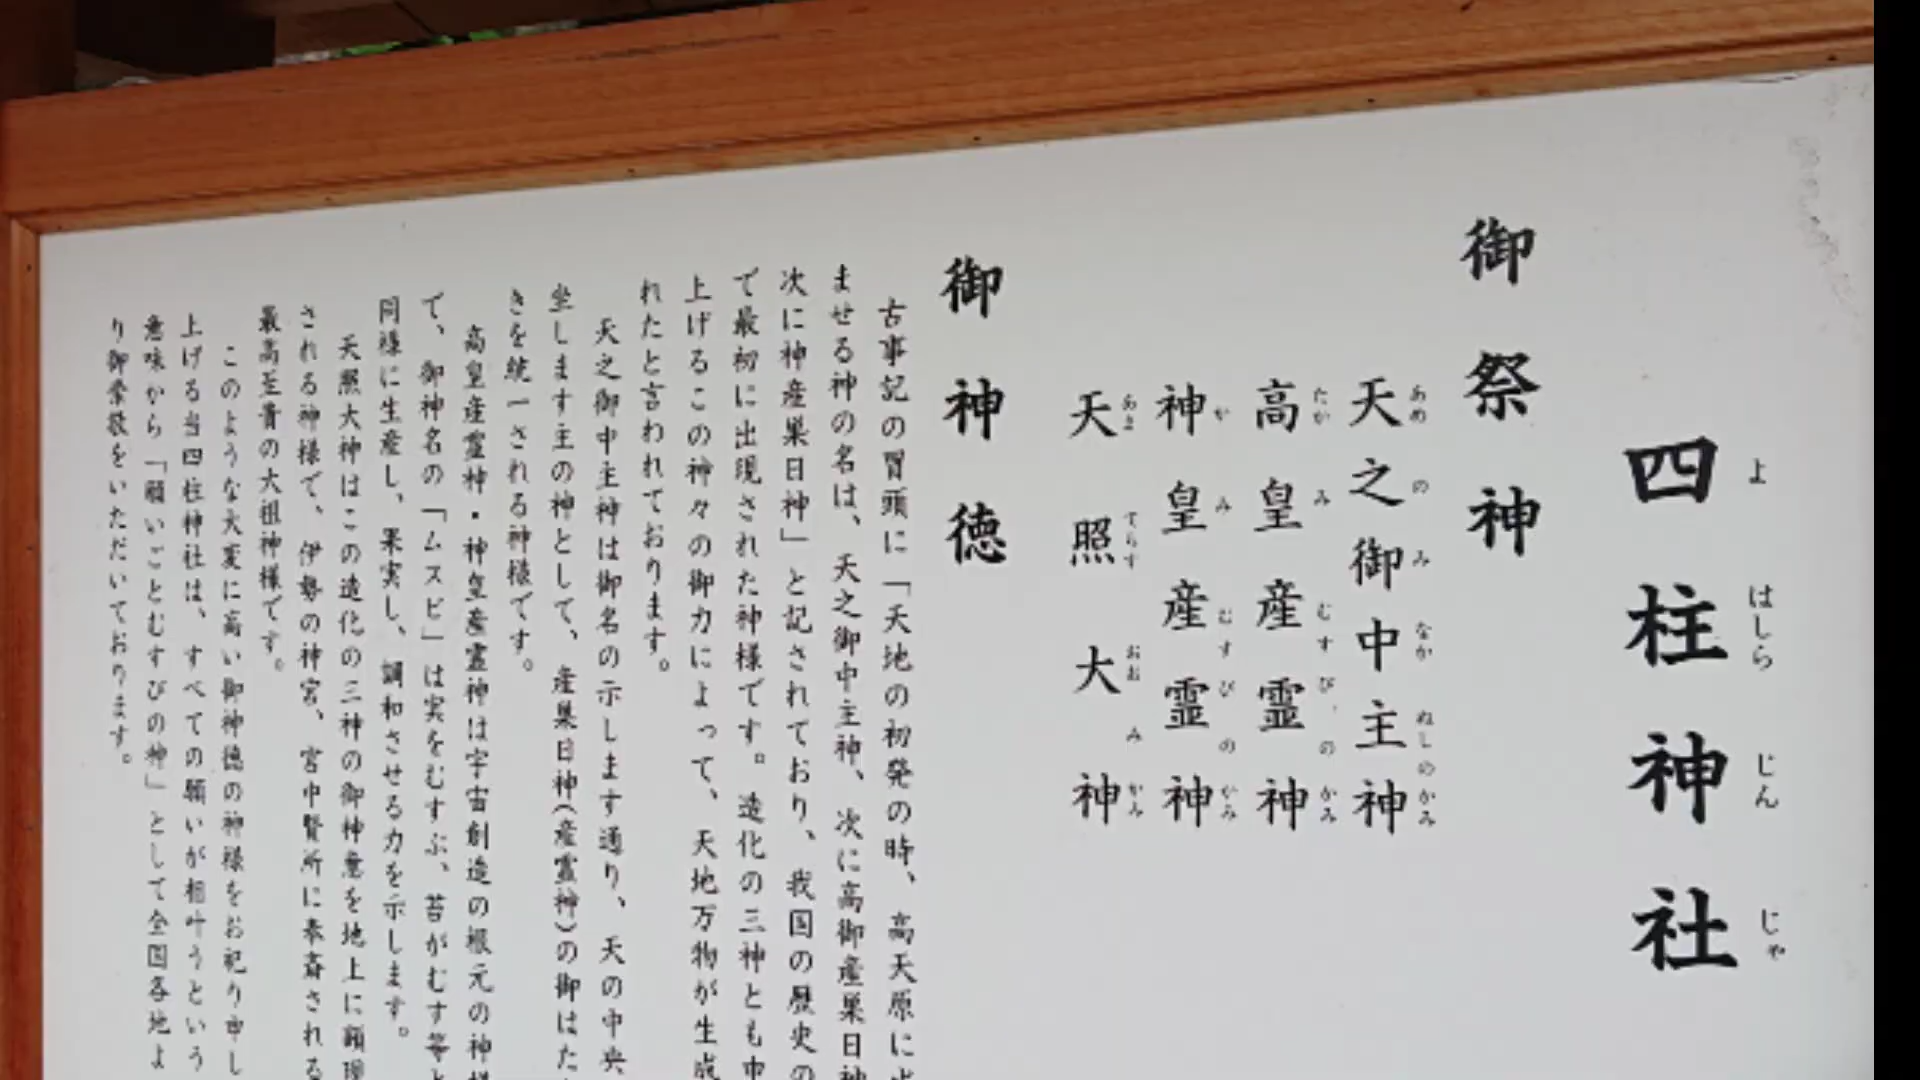 四柱神社
よはしらじんじゃ
御祭神
天之御中主神
あめのみなかぬしのかみ
高皇産霊神
たかみむすびのかみ
神皇産霊神
かみむすびのかみ
天照大神
あまてらすおおみかみ
御神徳
古事記の冒頭に「天地の初発の時、高天原に
ませる神の名は、天之御中主神、次に高御産巣日神
次に神産巣日神」と記されており、我国の歴史の
で最初に出現された神様です。造化の三神とも申
上げるこの神々の御力によって、天地万物が生成
れたと言われております。
天之御中主神は御名の示します通り、天の中央
坐します主の神として、産巣日神(産霊神)の御はた
きを統一される神様です。
高皇産霊神・神皇産霊神は宇宙創造の根元の神様
で、御神名の「ムスビ」は実をむすぶ、苔がむす等と
同様に生産し、果実し、調和させる力を示します。
天照大神はこの造化の三神の御神意を地上に顕現
される神様で、伊勢の神宮、宮中賢所に奉斎される
最高至貴の大祖神様です。
このような大変に高い御神徳の神様をお祀り申し
上げる当四柱神社は、すべての願いが相叶うという
意味から「願いごとむすびの神」として全国各地よ
り御崇敬をいただいております。